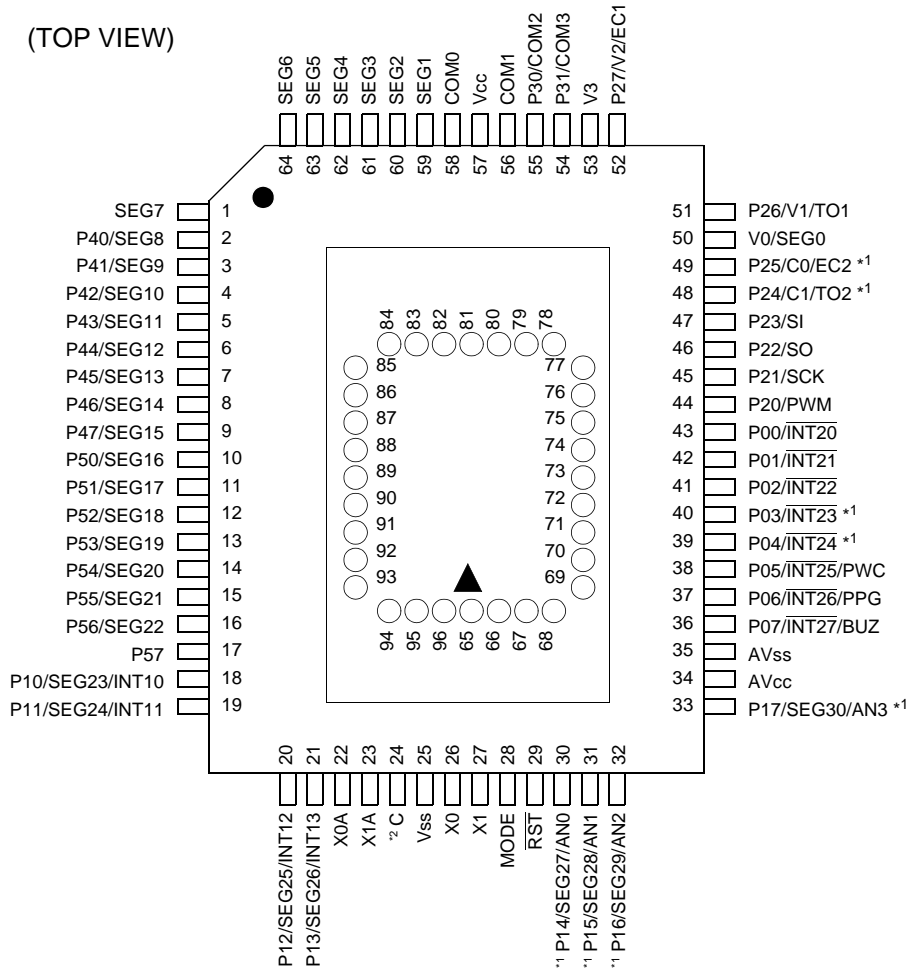 (TOP VIEW)
SEG6
SEG5
SEG4
SEG3
SEG2
SEG1
COM0
Vcc
COM1
P30/COM2
P31/COM3
V3
P27/V2/EC1
64
63
62
61
60
59
58
57
56
55
54
53
52
SEG7 1
P40/SEG8 2
P41/SEG9 3
P42/SEG10 4
P43/SEG11 5
P44/SEG12 6
P45/SEG13 7
P46/SEG14 8
P47/SEG15 9
P50/SEG16 10
P51/SEG17 11
P52/SEG18 12
P53/SEG19 13
P54/SEG20 14
P55/SEG21 15
P56/SEG22 16
P57 17
P10/SEG23/INT10 18
P11/SEG24/INT11 19
84
83
82
81
80
79
78
85
86
87
88
89
90
91
92
93
77
76
75
74
73
72
71
70
69
94
95
96
65
66
67
68
51 P26/V1/TO1
50 V0/SEG0
49 P25/C0/EC2 *1
48 P24/C1/TO2 *1
47 P23/SI
46 P22/SO
45 P21/SCK
44 P20/PWM
43 P00/INT20
42 P01/INT21
41 P02/INT22
40 P03/INT23 *1
39 P04/INT24 *1
38 P05/INT25/PWC
37 P06/INT26/PPG
36 P07/INT27/BUZ
35 AVss
34 AVcc
33 P17/SEG30/AN3 *1
20
21
22
23
24
25
26
27
28
29
30
31
32
P12/SEG25/INT12
P13/SEG26/INT13
X0A
X1A
*2 C
Vss
X0
X1
MODE
RST
*1 P14/SEG27/AN0
*1 P15/SEG28/AN1
*1 P16/SEG29/AN2